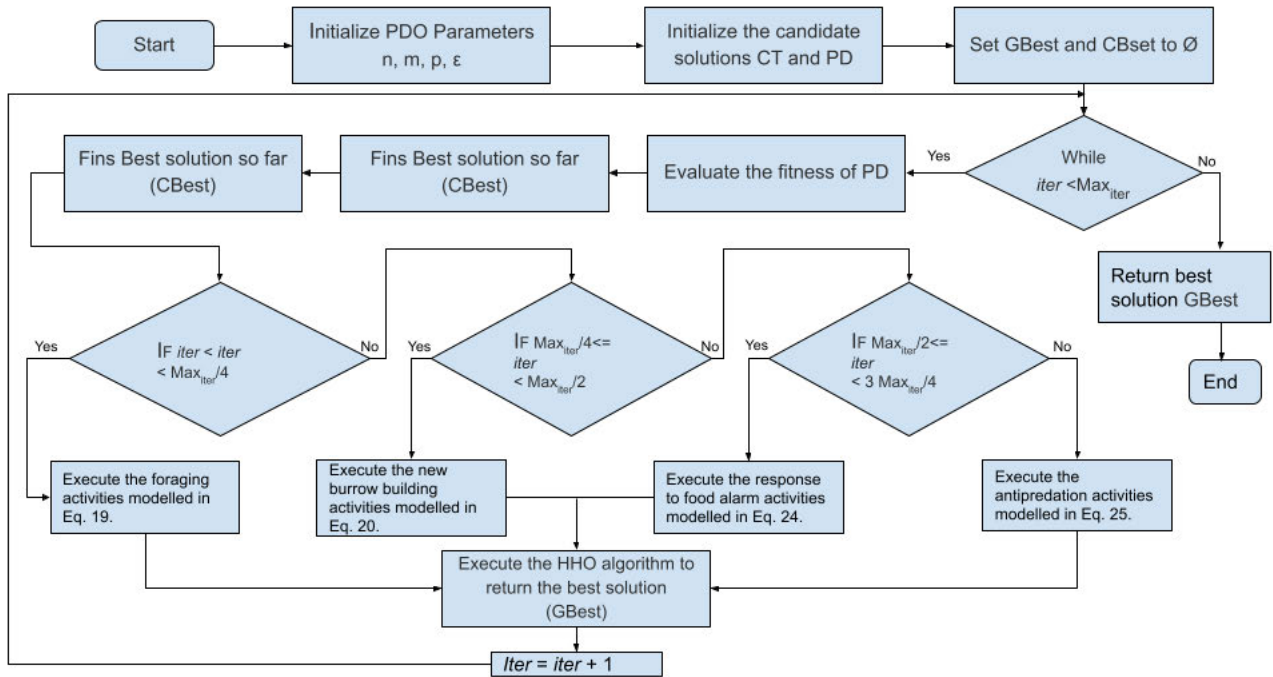 Start
Initialize PDO Parameters
n, m, p, ε
Initialize the candidate
solutions CT and PD
Set GBest and CBset to Ø
Fins Best solution so far
(CBest)
Fins Best solution so far
(CBest)
Evaluate the fitness of PD
Yes
While
iter <Max_iter
No
Return best
solution GBest
End
Yes
IF iter < iter
< Max_iter/4
No
Yes
IF Max_iter/4<=
iter
< Max_iter/2
No
Yes
IF Max_iter/2<=
iter
< 3 Max_iter/4
No
Execute the foraging
activities modelled in
Eq. 19.
Execute the new
burrow building
activities modelled in
Eq. 20.
Execute the response
to food alarm activities
modelled in Eq. 24.
Execute the
antipredation activities
modelled in Eq. 25.
Execute the HHO algorithm to
return the best solution
(GBest)
Iter = iter + 1